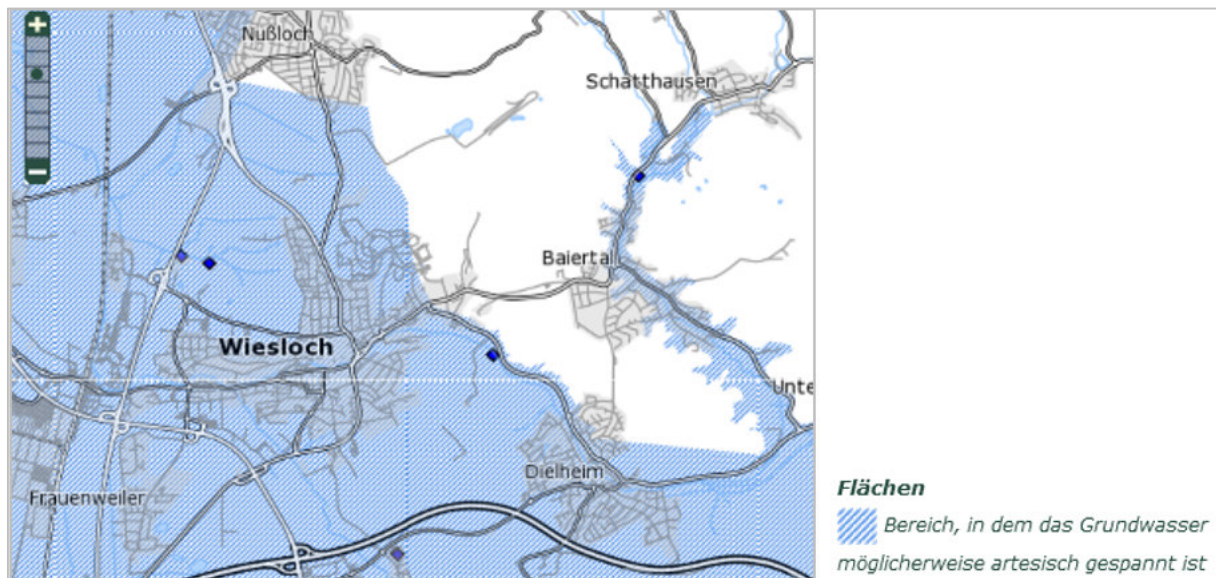 +
Nußloch
Schatthausen
Baiertal
Wiesloch
Unte
Dielheim
Frauenweiler
−
Flächen
Bereich, in dem das Grundwasser
möglicherweise artesisch gespannt ist